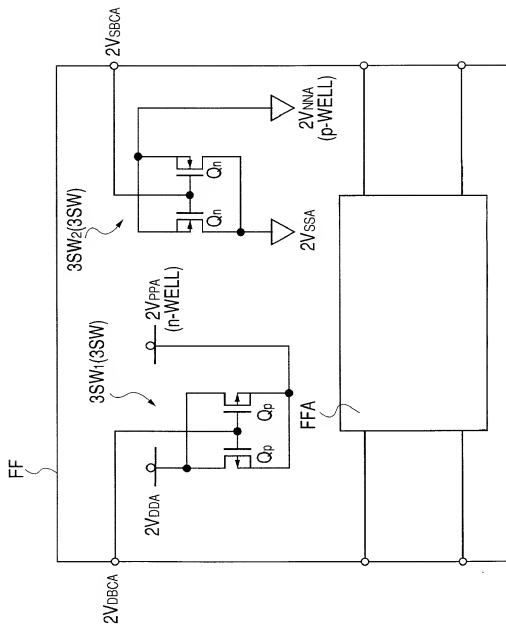 FF
2VDBCA
2VSBCA
3SW1(3SW)
3SW2(3SW)
2VDDA
2VPPA
(n-WELL)
Qp
Qp
Qn
Qn
2VSSA
2VNNA
(p-WELL)
FFA